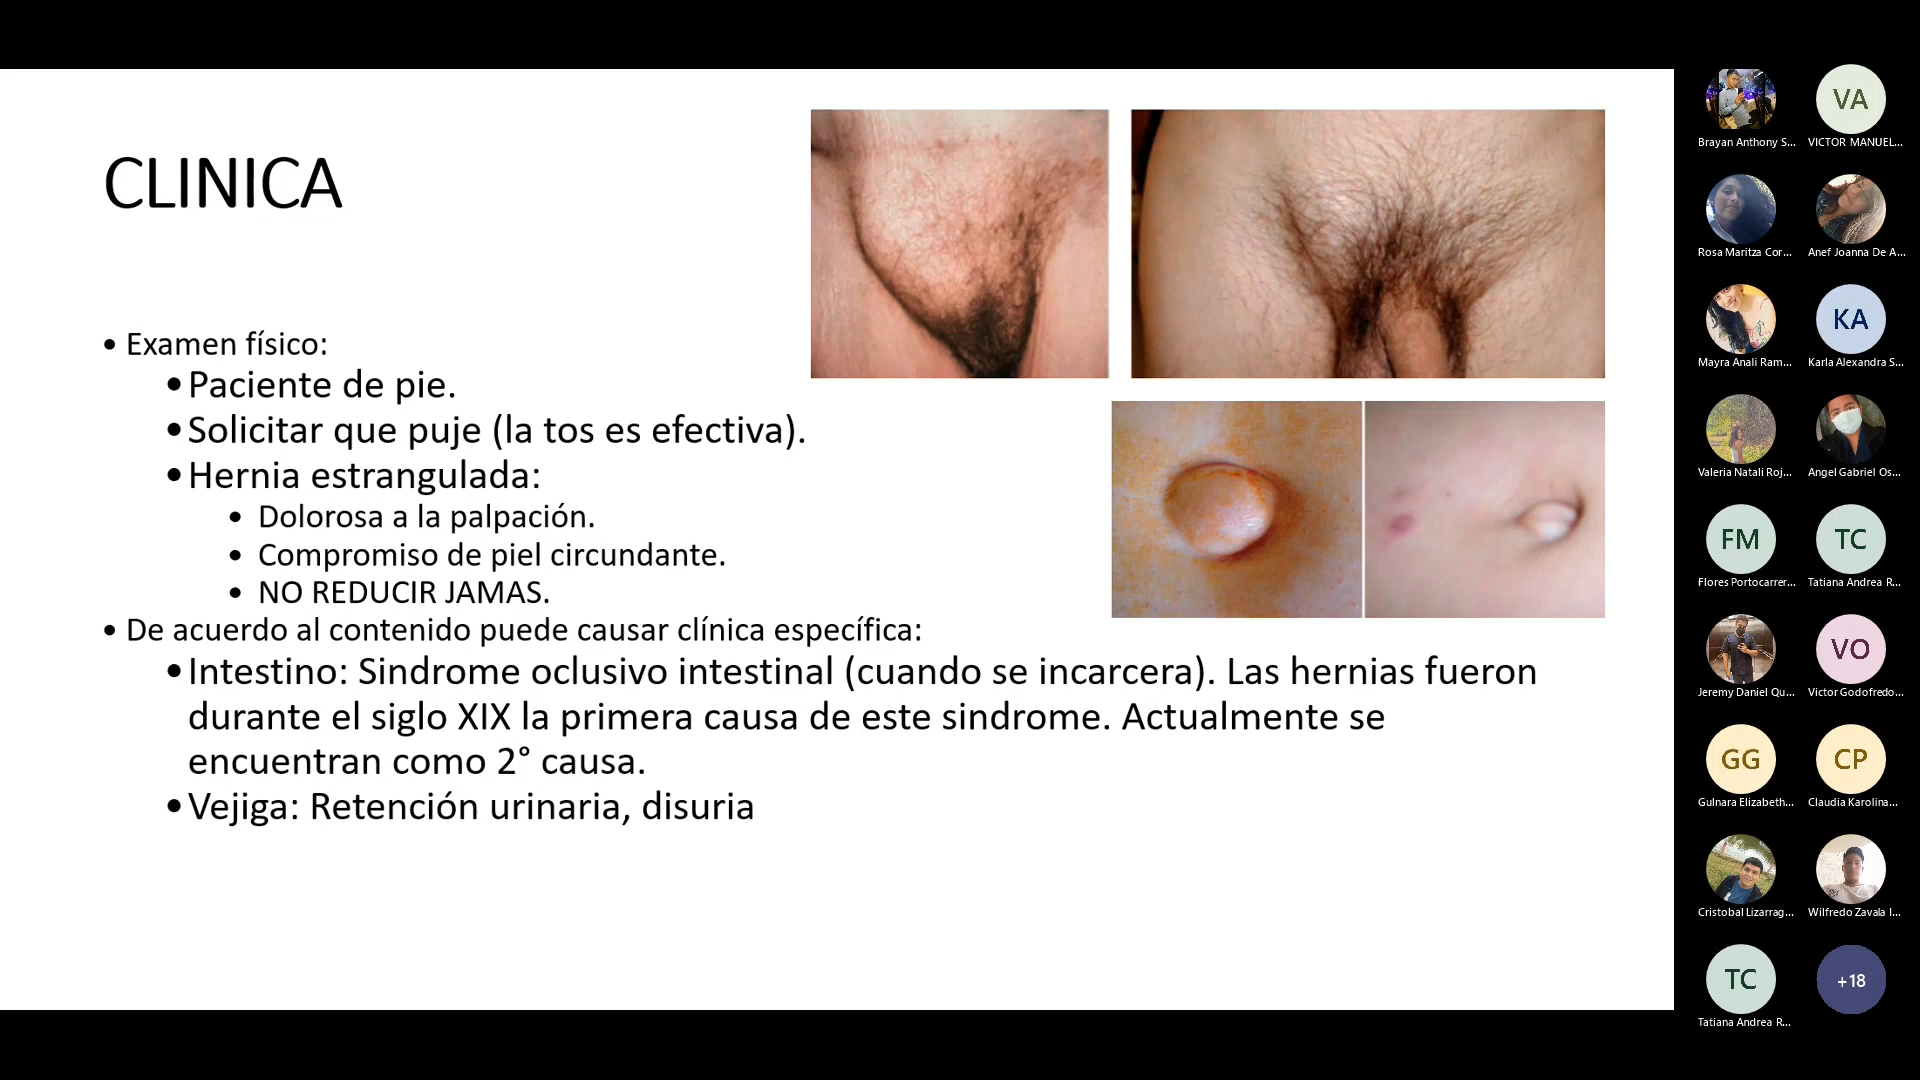 CLINICA
• Examen físico:
• Paciente de pie.
• Solicitar que puje (la tos es efectiva).
• Hernia estrangulada:
• Dolorosa a la palpación.
• Compromiso de piel circundante.
• NO REDUCIR JAMAS.
• De acuerdo al contenido puede causar clínica específica:
• Intestino: Sindrome oclusivo intestinal (cuando se incarcera). Las hernias fueron
durante el siglo XIX la primera causa de este sindrome. Actualmente se
encuentran como 2° causa.
• Vejiga: Retención urinaria, disuria
Brayan Anthony S...
VA
VICTOR MANUEL...
Rosa Maritza Cor...
Anef Joanna De A...
Mayra Anali Ram...
KA
Karla Alexandra S...
Valeria Natali Roj...
Angel Gabriel Os...
FM
Flores Portocarrer...
TC
Tatiana Andrea R...
Jeremy Daniel Qu...
VO
Victor Godofredo...
GG
Gulnara Elizabeth...
CP
Claudia Karolina...
Cristobal Lizarrag...
Wilfredo Zavala I...
TC
Tatiana Andrea R...
+18